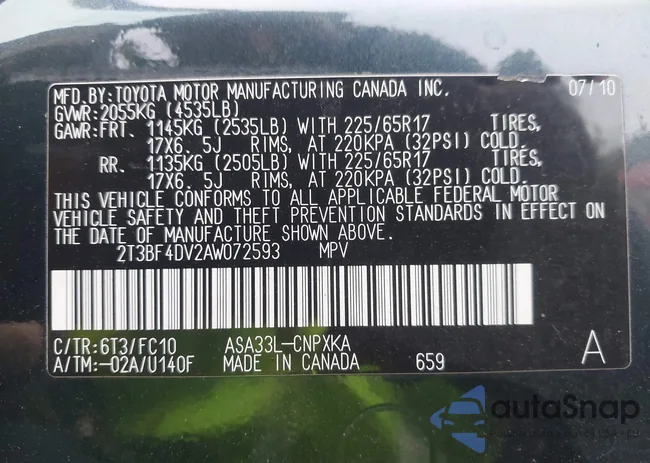 MFD.BY:TOYOTA MOTOR MANUFACTURING CANADA INC. 07/10
GVWR:2055KG (4535LB)
GAWR:FRT. 1145KG (2535LB) WITH 225/65R17 TIRES,
17X6. 5J RIMS, AT 220KPA (32PSI) COLD.
RR. 1135KG (2505LB) WITH 225/65R17 TIRES,
17X6. 5J RIMS, AT 220KPA (32PSI) COLD.
THIS VEHICLE CONFORMS TO ALL APPLICABLE FEDERAL MOTOR
VEHICLE SAFETY AND THEFT PREVENTION STANDARDS IN EFFECT ON
THE DATE OF MANUFACTURE SHOWN ABOVE.
2T3BF4DV2AW072593 MPV
C/TR:6T3/FC10 ASA33L-CNPXKA
A/TM:-02A/U140F MADE IN CANADA 659 A
autoSnap